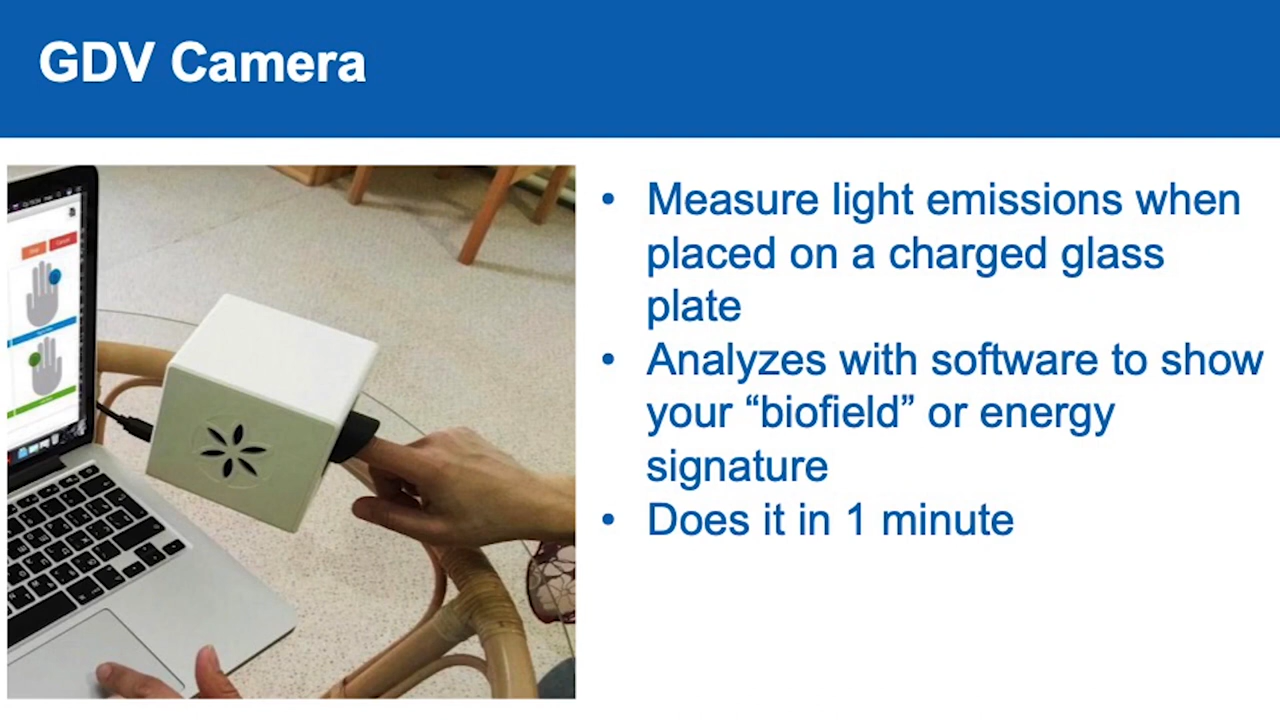 GDV Camera
• Measure light emissions when
placed on a charged glass
plate
• Analyzes with software to show
your “biofield” or energy
signature
• Does it in 1 minute